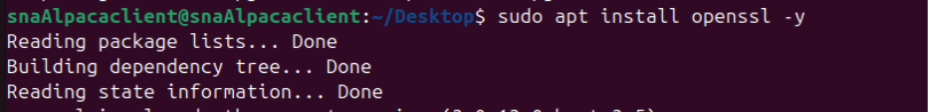 snaAlpacaclient@snaAlpacaclient:~/Desktop$ sudo apt install openssl -y
Reading package lists... Done
Building dependency tree... Done
Reading state information... Done